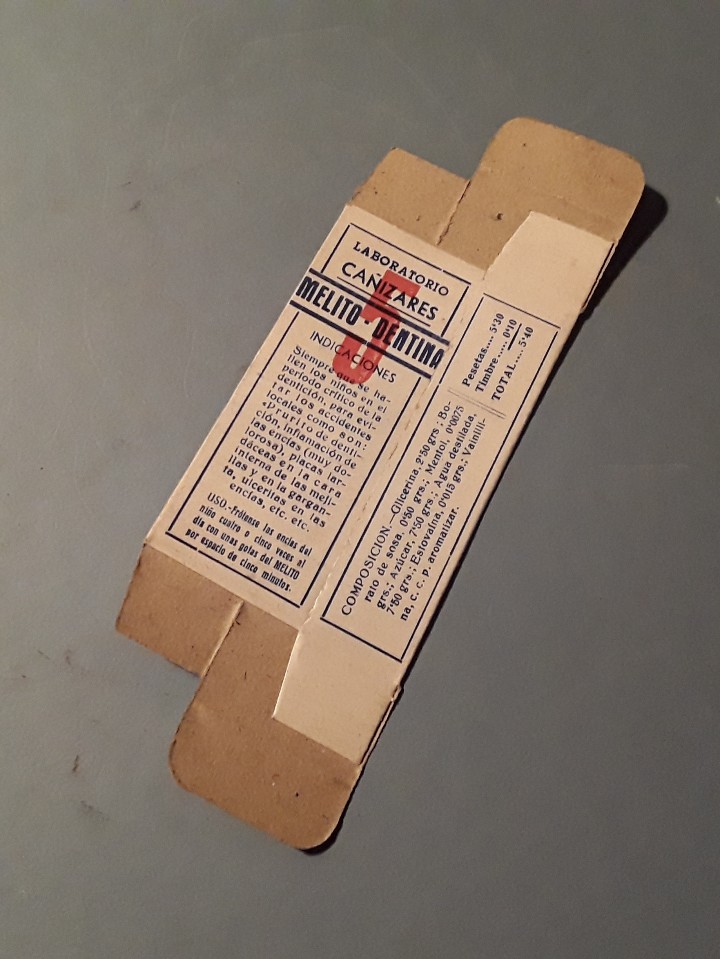 LABORATORIO
CAÑIZARES
MELITO - DENTINA
5
INDICACIONES
Siempre que se ha-
llen los niños en el
período crítico de la
dentición, para evi-
tar los accidentes
locales como son:
«Prurito de denti-
ción, inflamación de
las encías (muy do-
lorosa), placas lar-
dáceas en la cara
interna de las meji-
llas y en la gargan-
ta, ulceritas en las
encías, etc. etc.
USO.-Frótense las encías del
niño cuatro o cinco veces al
día con unas gotas del MELITO
por espacio de cinco minutos.
Pesetas.... 5'30
Timbre..... 0'10
TOTAL.... 5'40
COMPOSICION.—Glicerina, 2'50 grs.; Bo-
rato de sosa, 0'50 grs.; Mentol, 0'0075
grs.; Azúcar, 7'50 grs.; Agua destilada,
7'50 grs.; Estovaína, 0'015 grs., Vainilli-
na, c. c. p. aromatizar.